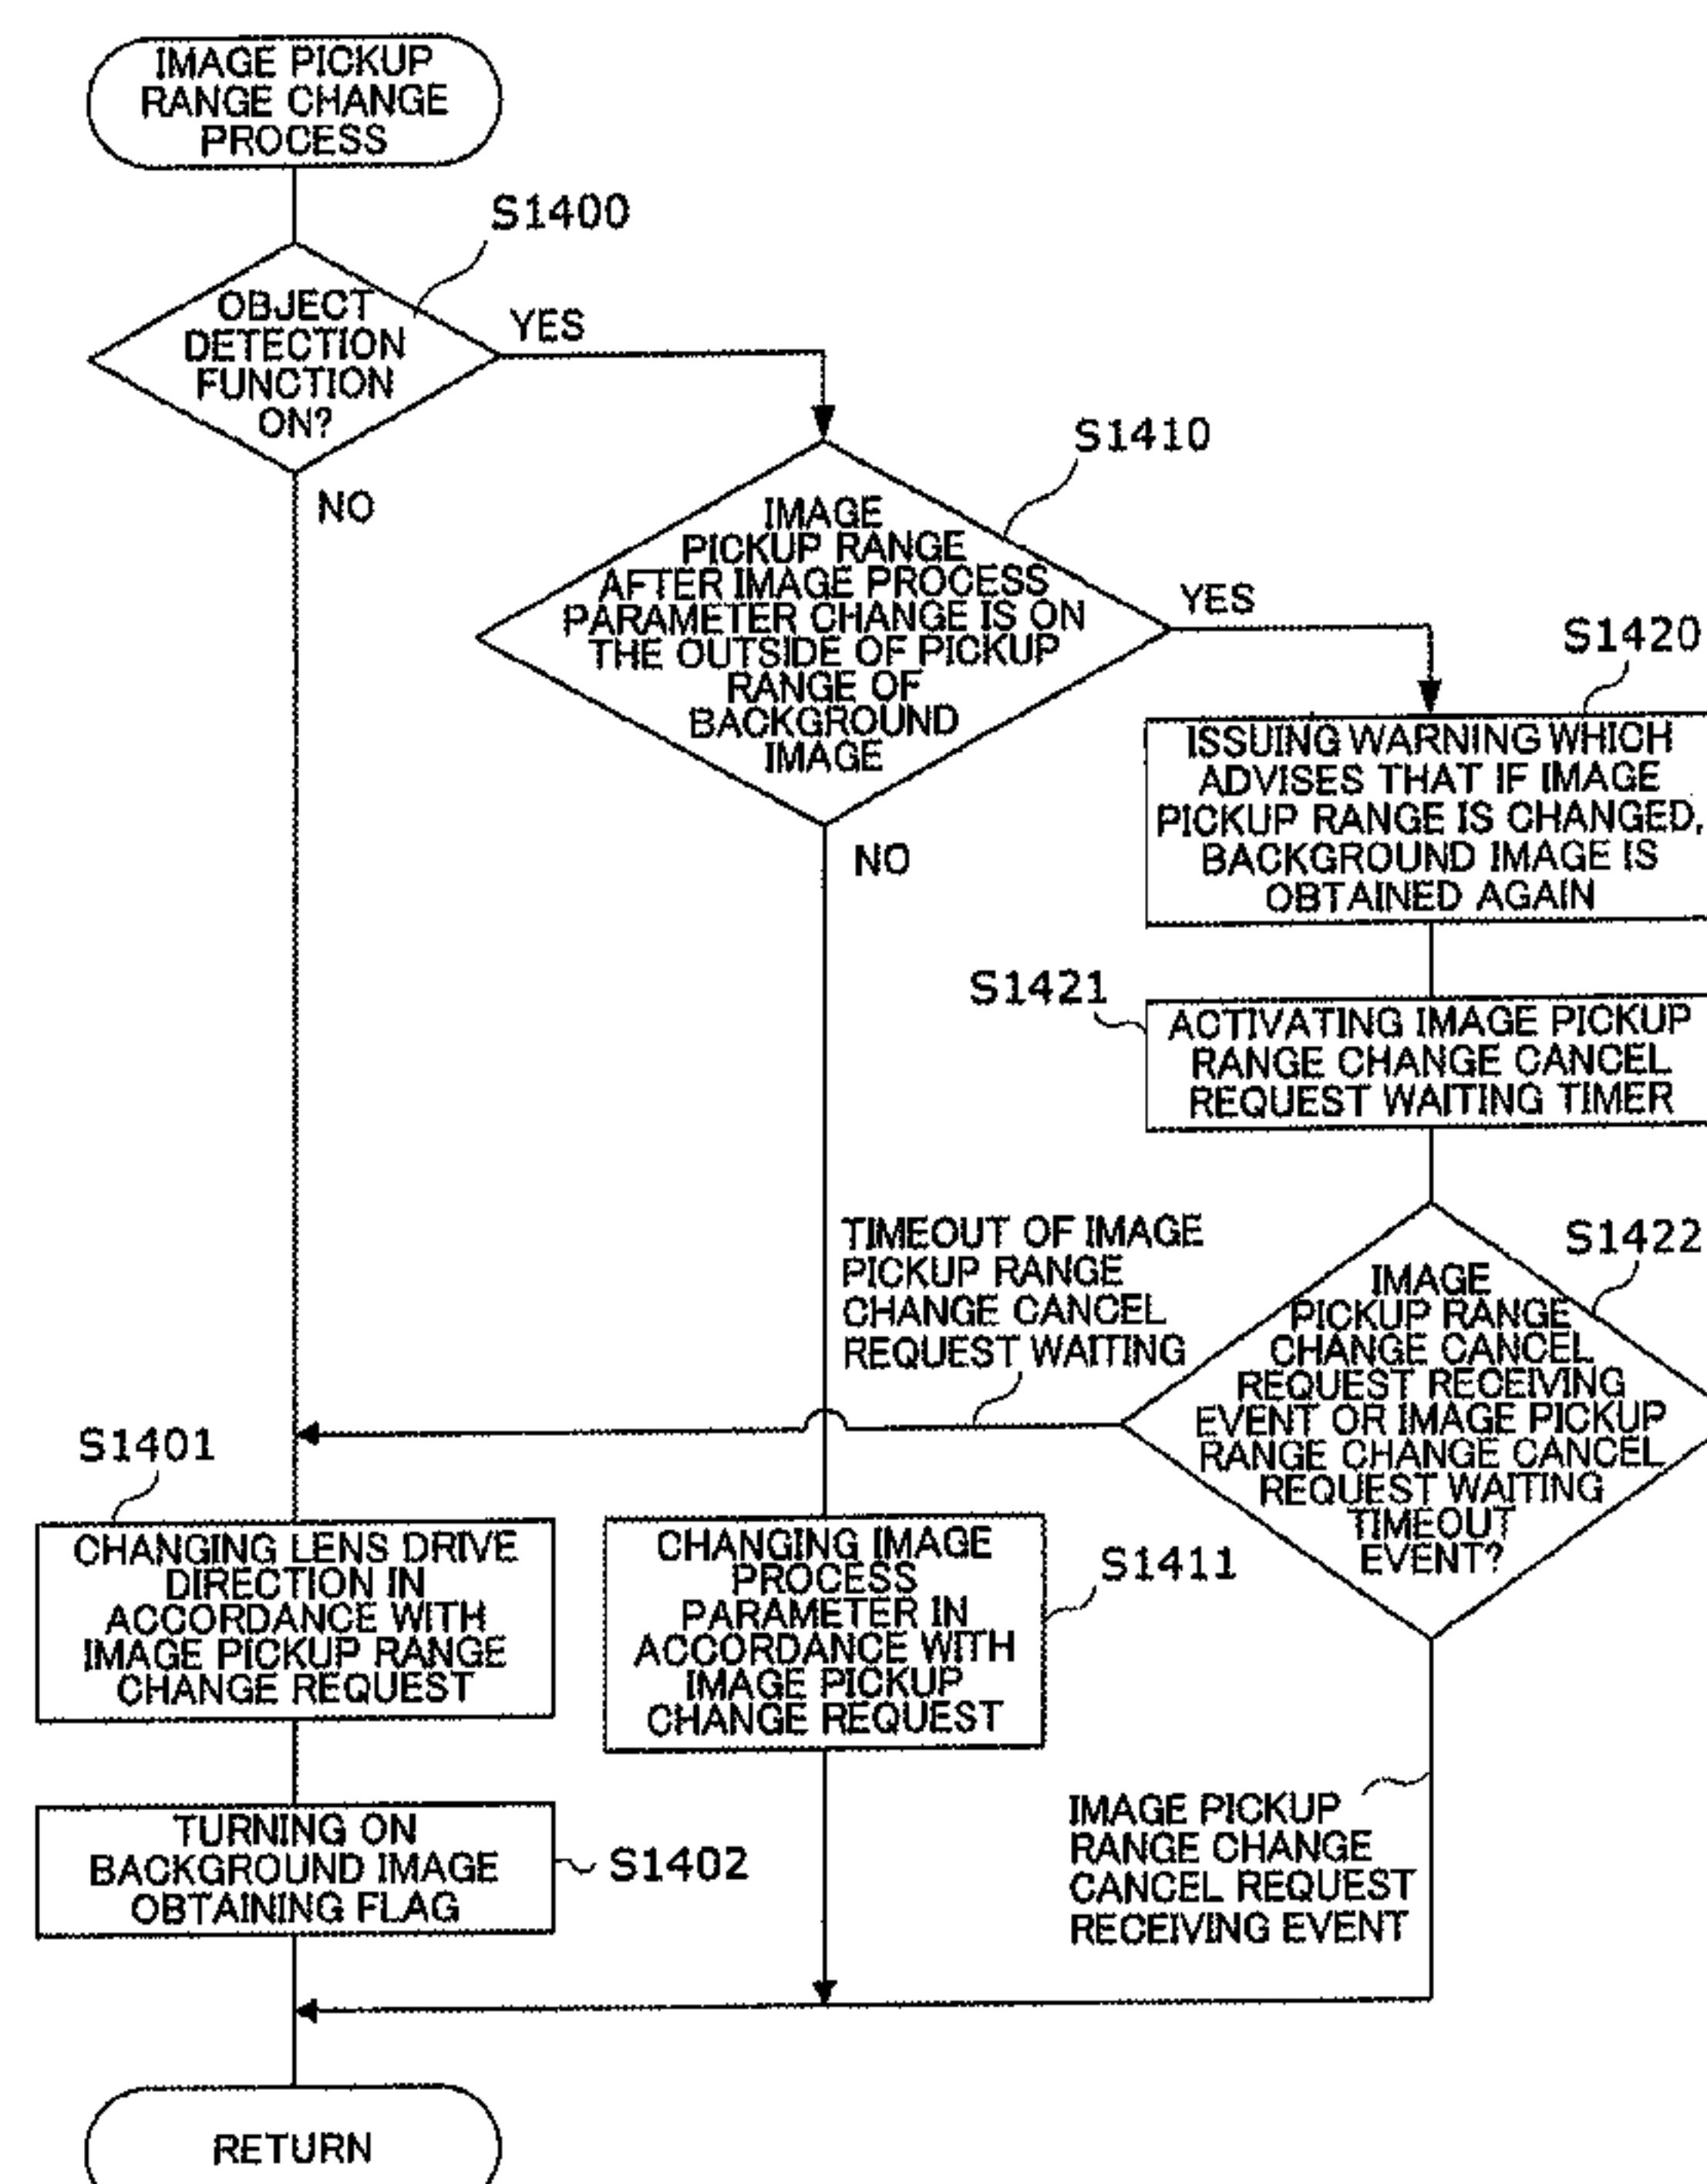 IMAGE PICKUP
RANGE CHANGE
PROCESS
S1400
OBJECT
DETECTION
FUNCTION
ON?
YES
NO
S1410
IMAGE
PICKUP RANGE
AFTER IMAGE PROCESS
PARAMETER CHANGE IS ON
THE OUTSIDE OF PICKUP
RANGE OF
BACKGROUND
IMAGE
YES
NO
S1420
ISSUING WARNING WHICH
ADVISES THAT IF IMAGE
PICKUP RANGE IS CHANGED,
BACKGROUND IMAGE IS
OBTAINED AGAIN
S1421
ACTIVATING IMAGE PICKUP
RANGE CHANGE CANCEL
REQUEST WAITING TIMER
TIMEOUT OF IMAGE
PICKUP RANGE
CHANGE CANCEL
REQUEST WAITING
S1422
IMAGE
PICKUP RANGE
CHANGE CANCEL
REQUEST RECEIVING
EVENT OR IMAGE PICKUP
RANGE CHANGE CANCEL
REQUEST WAITING
TIMEOUT
EVENT?
S1401
CHANGING LENS DRIVE
DIRECTION IN
ACCORDANCE WITH
IMAGE PICKUP RANGE
CHANGE REQUEST
CHANGING IMAGE
PROCESS
PARAMETER IN
ACCORDANCE WITH
IMAGE PICKUP
CHANGE REQUEST
S1411
TURNING ON
BACKGROUND IMAGE
OBTAINING FLAG
S1402
IMAGE PICKUP
RANGE CHANGE
CANCEL REQUEST
RECEIVING EVENT
RETURN